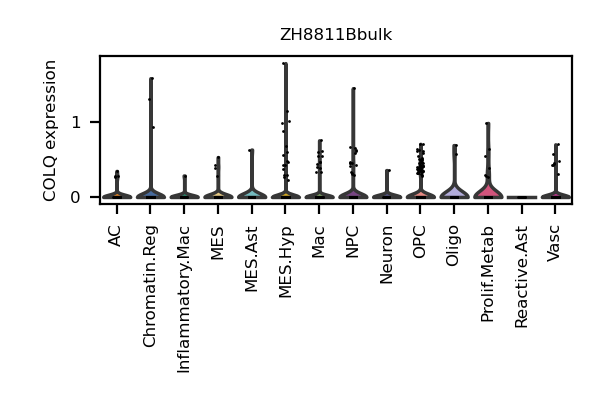 ZH8811Bbulk
COLQ expression
1
0
AC
Chromatin.Reg
Inflammatory.Mac
MES
MES.Ast
MES.Hyp
Mac
NPC
Neuron
OPC
Oligo
Prolif.Metab
Reactive.Ast
Vasc